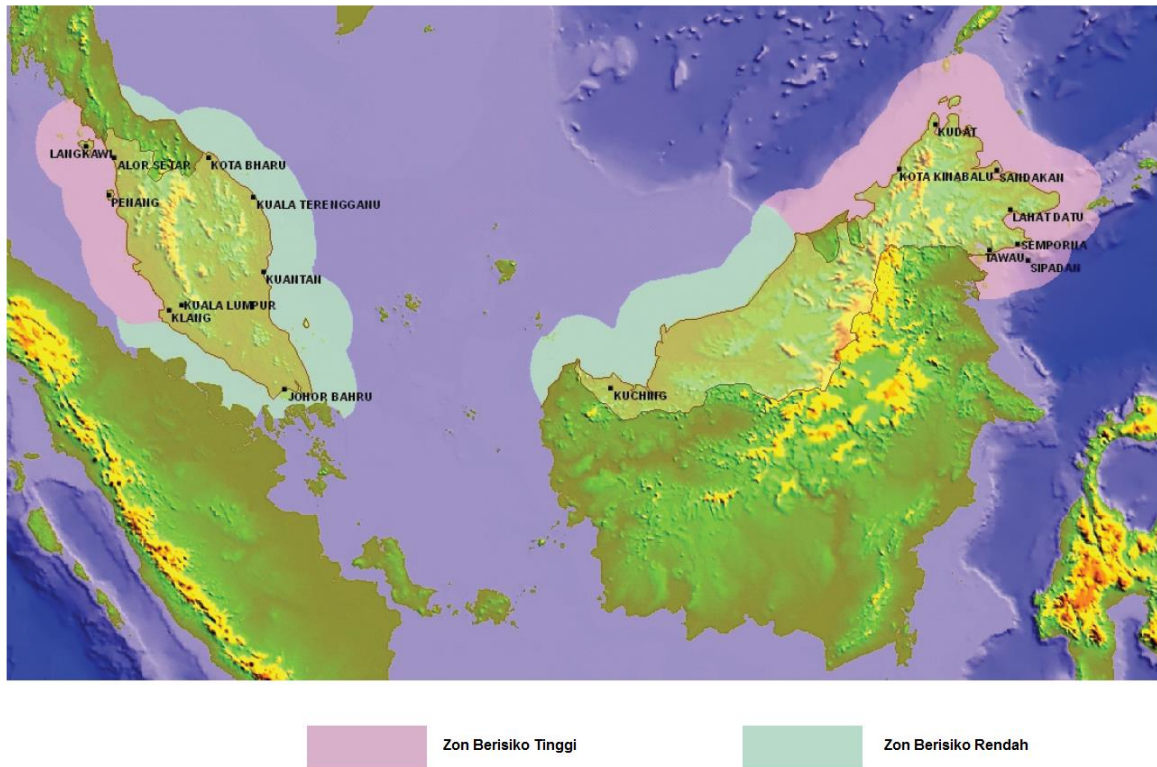 LANGKAWI
ALOR SETAR
KOTA BHARU
PENANG
KUALA TERENGGANU
KUANTAN
KUALA LUMPUR
KLANG
JOHOR BAHRU
KUDAT
KOTA KINABALU
SANDAKAN
LAHAT DATU
SEMPORNA
TAWAU
SIPADAN
KUCHING
Zon Berisiko Tinggi
Zon Berisiko Rendah